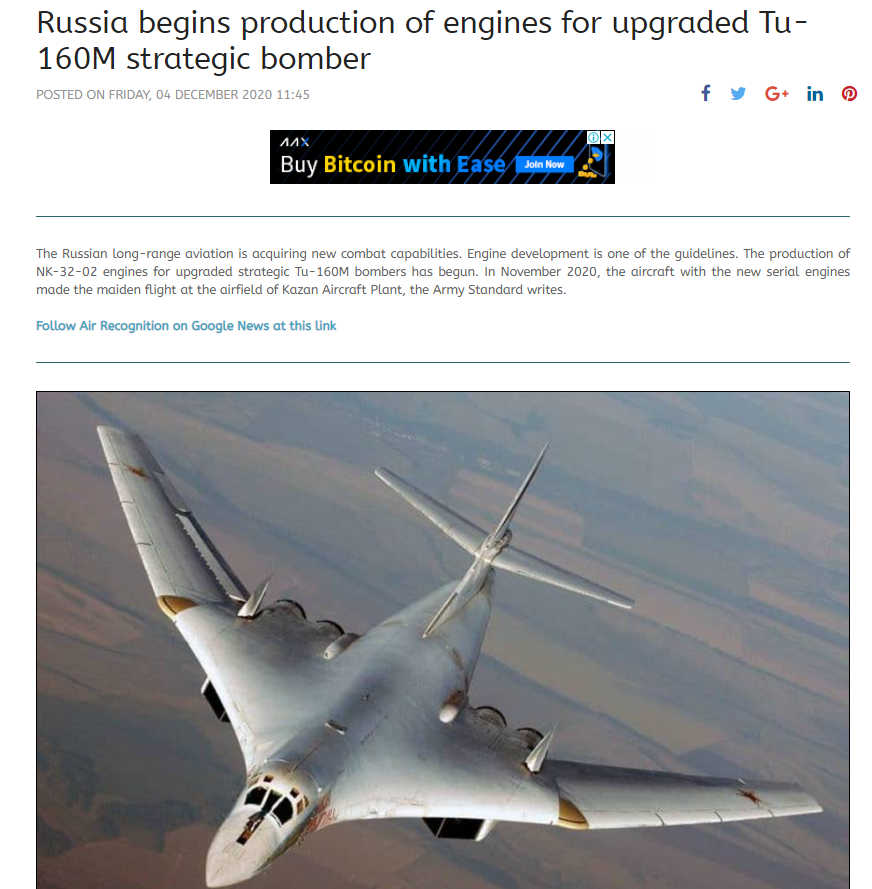 Russia begins production of engines for upgraded Tu-
160M strategic bomber
POSTED ON FRIDAY, 04 DECEMBER 2020 11:45
AAX
Buy Bitcoin with Ease
Join Now
The Russian long-range aviation is acquiring new combat capabilities. Engine development is one of the guidelines. The production of
NK-32-02 engines for upgraded strategic Tu-160M bombers has begun. In November 2020, the aircraft with the new serial engines
made the maiden flight at the airfield of Kazan Aircraft Plant, the Army Standard writes.
Follow Air Recognition on Google News at this link